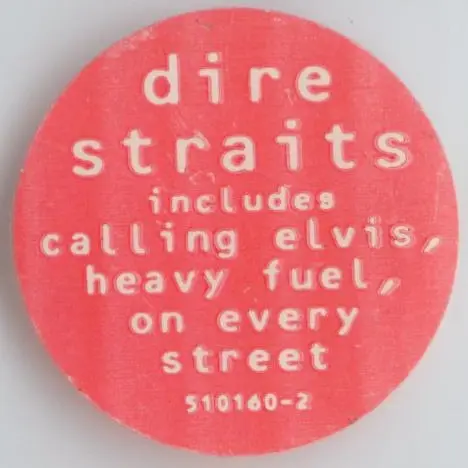 dire
straits
includes
calling elvis,
heavy fuel,
on every
street
510160-2